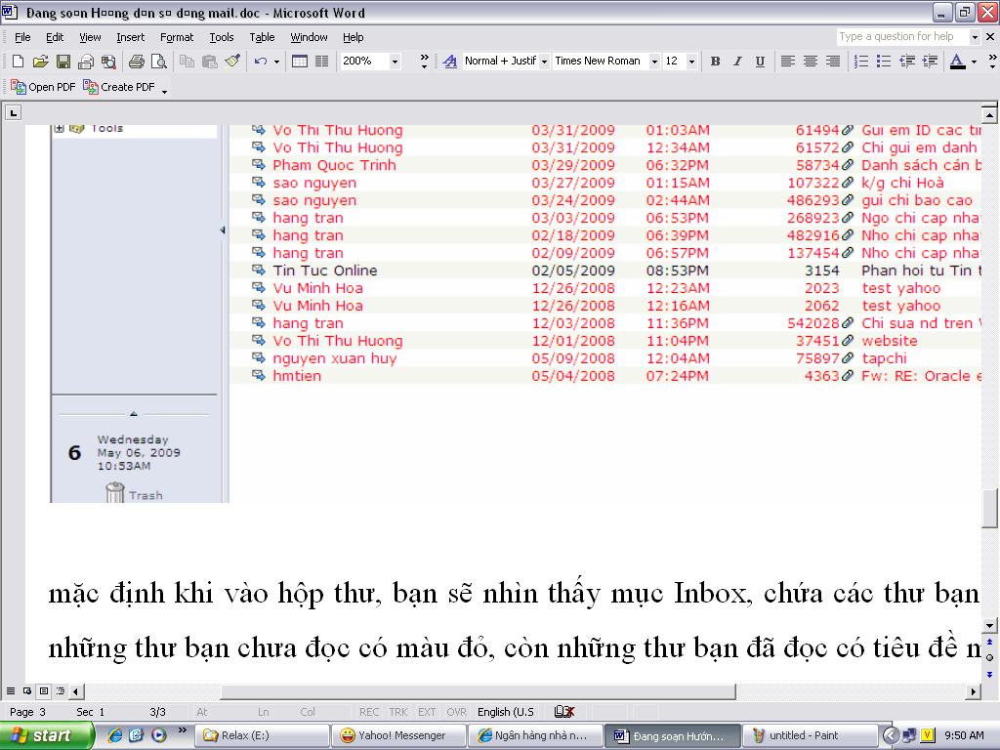 Đang so¤n H¤¤ng d¤n s¤ d¤ng mail.doc - Microsoft Word
File Edit View Insert Format Tools Table Window Help Type a question for help
200% Normal + Justif Times New Roman 12 B I U A
Open PDF Create PDF
Tools
Vo Thi Thu Huong 03/31/2009 01:03AM 61494 Gui em ID cac tin
Vo Thi Thu Huong 03/31/2009 12:34AM 61572 Chi gui em danh
Pham Quoc Trinh 03/29/2009 06:32PM 58734 Danh sách cán b
sao nguyen 03/27/2009 01:15AM 107322 k/g chi Hoà
sao nguyen 03/24/2009 02:44AM 486293 gui chi bao cao
hang tran 03/03/2009 06:53PM 268923 Ngo chi cap nha
hang tran 02/18/2009 06:39PM 482916 Nho chi cap nha
hang tran 02/09/2009 06:57PM 137454 Nho chi cap nha
Tin Tuc Online 02/05/2009 08:53PM 3154 Phan hoi tu Tin t
Vu Minh Hoa 12/26/2008 12:23AM 2023 test yahoo
Vu Minh Hoa 12/26/2008 12:16AM 2062 test yahoo
hang tran 12/03/2008 11:36PM 542028 Chi sua nd tren
Vo Thi Thu Huong 12/01/2008 11:04PM 37451 website
nguyen xuan huy 05/09/2008 12:04AM 75897 tapchi
hmtien 05/04/2008 07:24PM 4363 Fw: RE: Oracle e
6 Wednesday
May 06, 2009
10:53AM
Trash
mặc định khi vào hộp thư, bạn sẽ nhìn thấy mục Inbox, chứa các thư bạn
những thư bạn chưa đọc có màu đỏ, còn những thư bạn đã đọc có tiêu đề m
Page 3 Sec 1 3/3 At Ln Col REC TRK EXT OVR English (U.S
start Relax (E:) Yahoo! Messenger Ngân hàng nhà n... Đang soạn Hướn... untitled - Paint V 9:50 AM